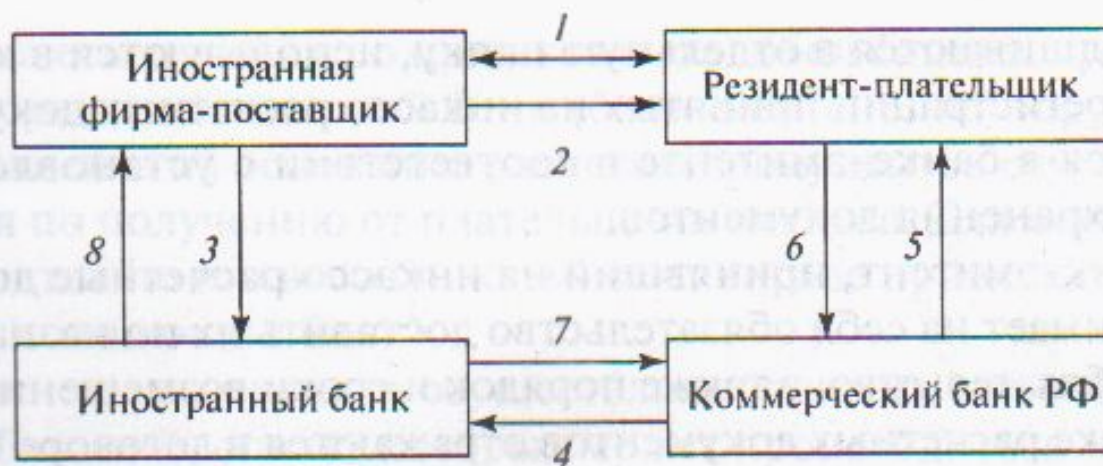 1
Иностранная
фирма-поставщик
Резидент-плательщик
2
8
3
6
5
7
Иностранный банк
Коммерческий банк РФ
4